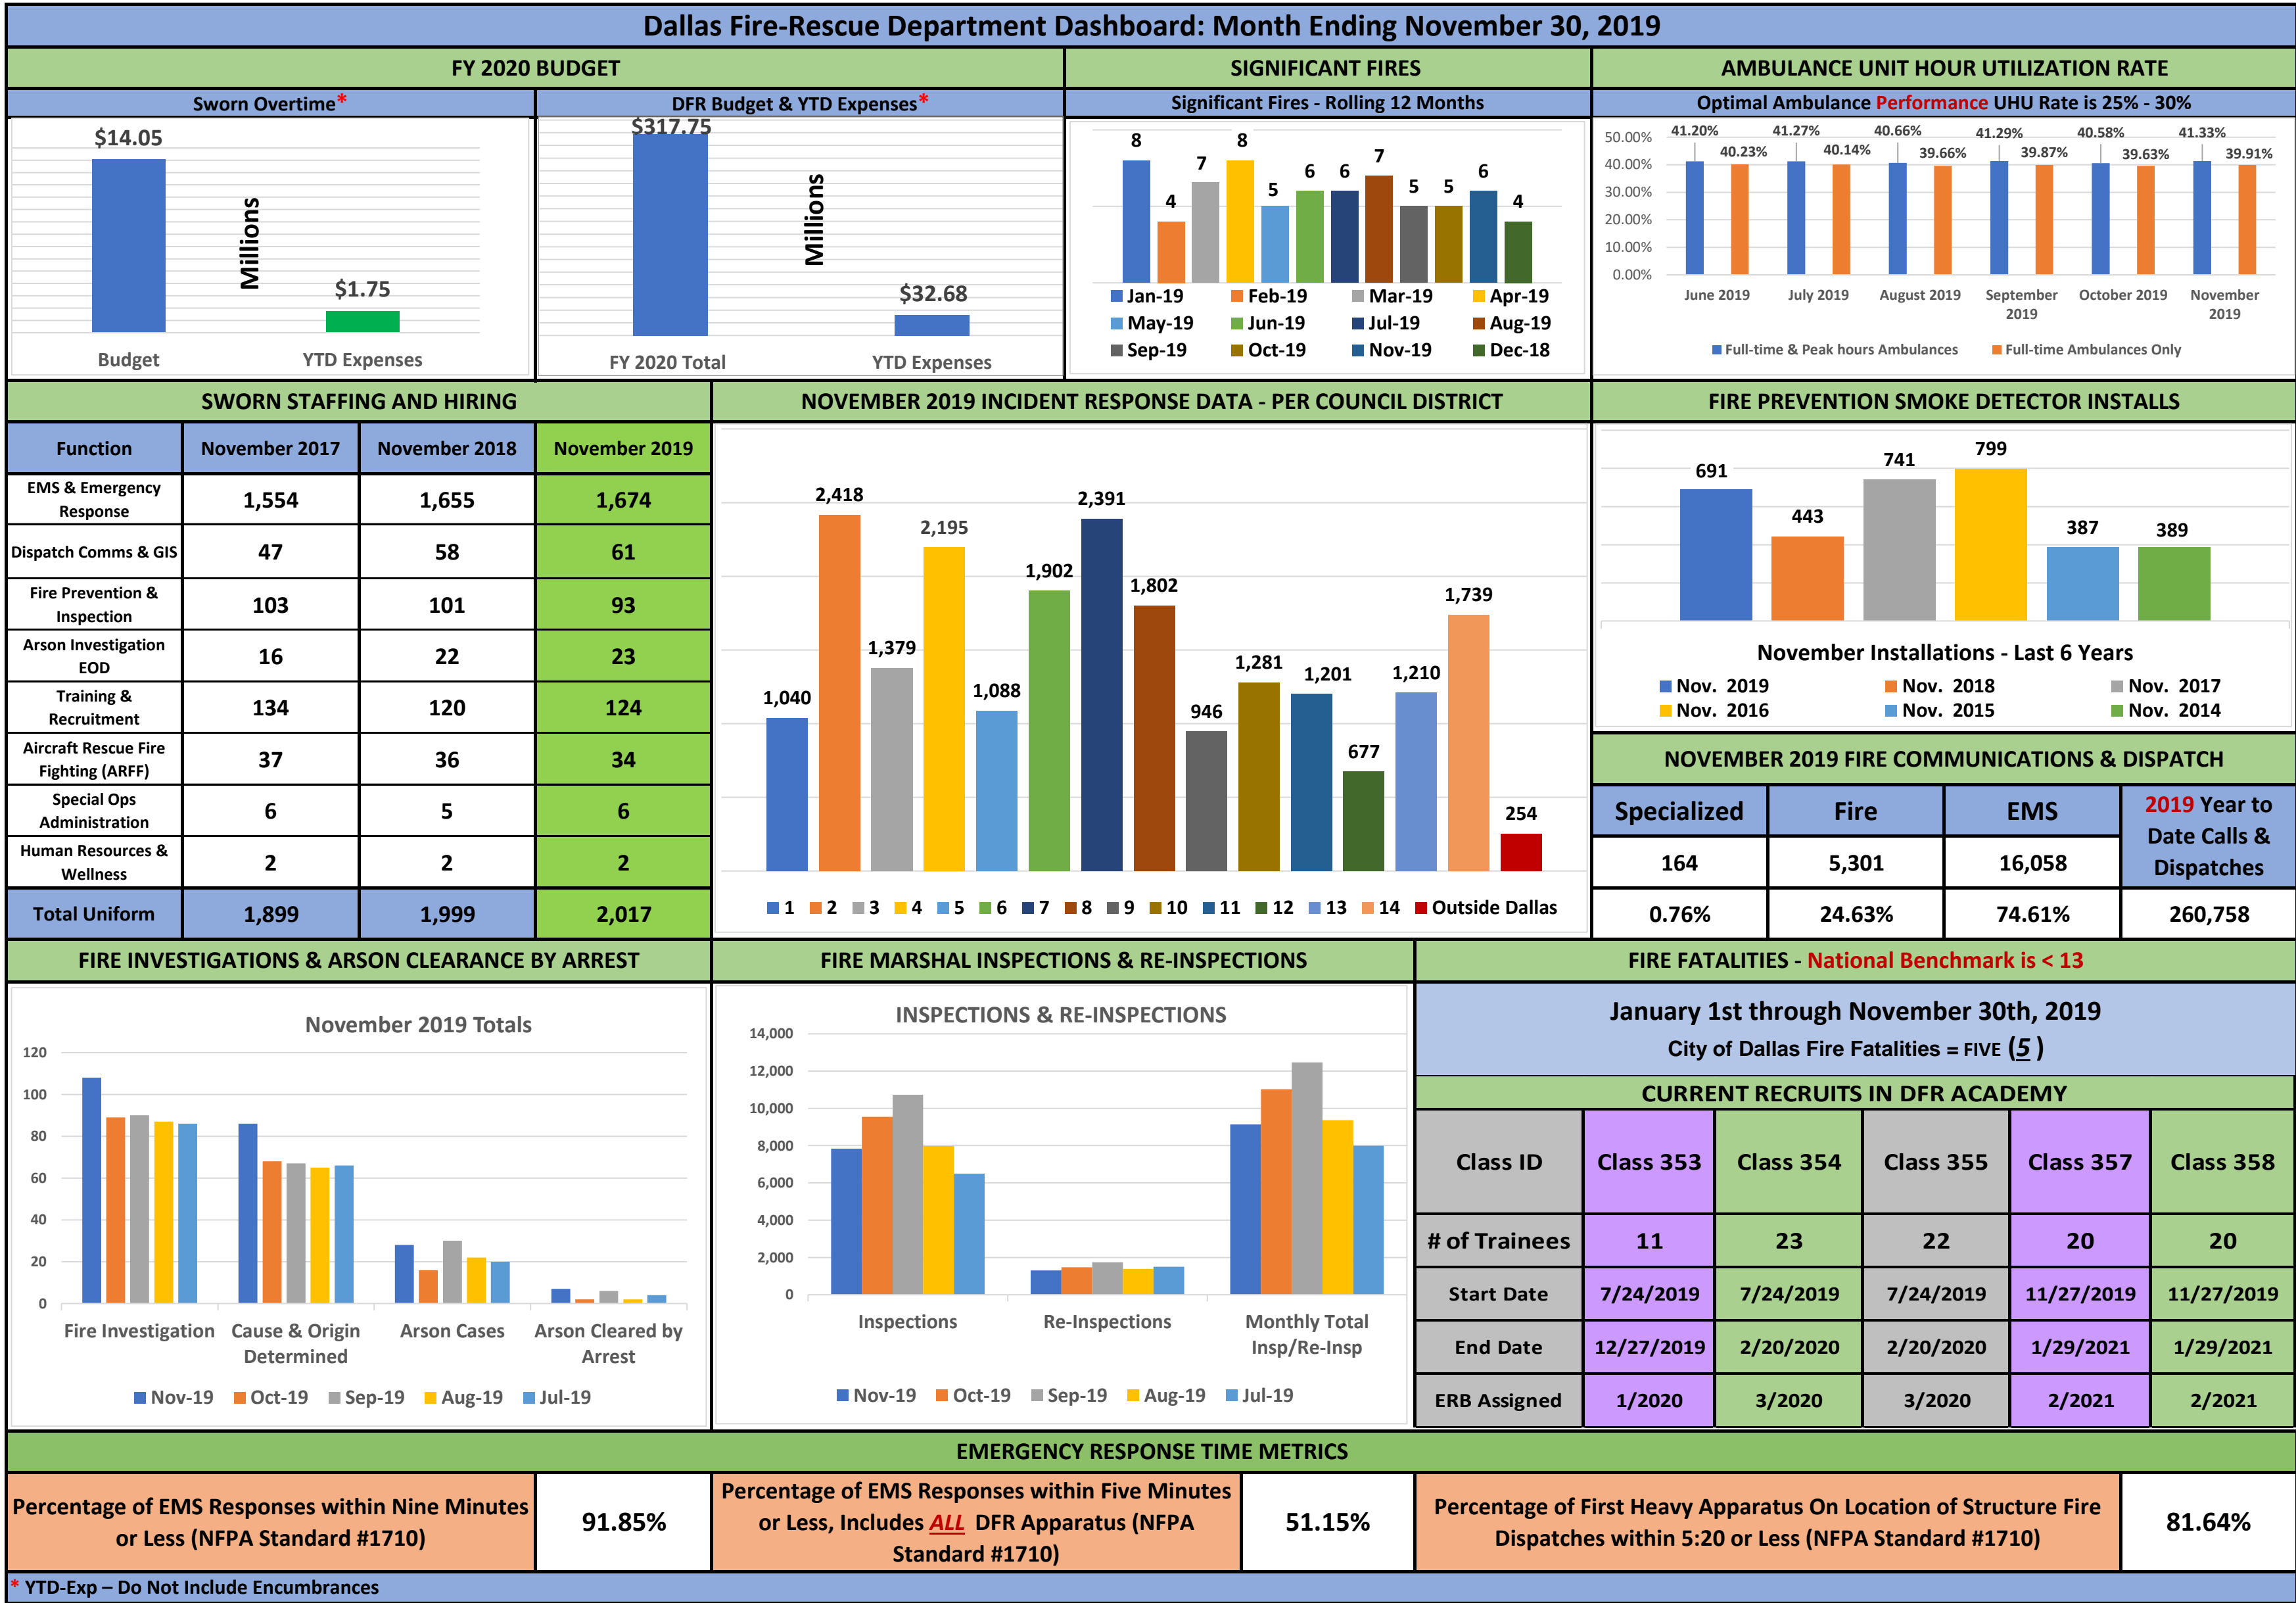 Dallas Fire-Rescue Department Dashboard: Month Ending November 30, 2019
FY 2020 BUDGET
SIGNIFICANT FIRES
AMBULANCE UNIT HOUR UTILIZATION RATE
Sworn Overtime*
DFR Budget & YTD Expenses*
Significant Fires - Rolling 12 Months
Optimal Ambulance Performance UHU Rate is 25% - 30%
$14.05
Millions
$1.75
Budget YTD Expenses
$317.75
Millions
$32.68
FY 2020 Total YTD Expenses
8 4 7 8 5 6 6 7 5 5 6 4
Jan-19 Feb-19 Mar-19 Apr-19
May-19 Jun-19 Jul-19 Aug-19
Sep-19 Oct-19 Nov-19 Dec-18
50.00%
40.00%
30.00%
20.00%
10.00%
0.00%
41.20% 41.27% 40.66% 41.29% 40.58% 41.33%
40.23% 40.14% 39.66% 39.87% 39.63% 39.91%
June 2019 July 2019 August 2019 September October 2019 November
2019 2019
Full-time & Peak hours Ambulances Full-time Ambulances Only
SWORN STAFFING AND HIRING
Function November 2017 November 2018 November 2019
EMS & Emergency
Response
1,554 1,655 1,674
Dispatch Comms & GIS 47 58 61
Fire Prevention &
Inspection
103 101 93
Arson Investigation
EOD
16 22 23
Training &
Recruitment
134 120 124
Aircraft Rescue Fire
Fighting (ARFF)
37 36 34
Special Ops
Administration
6 5 6
Human Resources &
Wellness
2 2 2
Total Uniform 1,899 1,999 2,017
NOVEMBER 2019 INCIDENT RESPONSE DATA - PER COUNCIL DISTRICT
1,040 2,418 1,379 2,195 1,088 1,902 2,391 1,802 946 1,281 1,201 677 1,210 1,739 254
1 2 3 4 5 6 7 8 9 10 11 12 13 14 Outside Dallas
FIRE PREVENTION SMOKE DETECTOR INSTALLS
691 443 741 799 387 389
November Installations - Last 6 Years
Nov. 2019 Nov. 2018 Nov. 2017
Nov. 2016 Nov. 2015 Nov. 2014
NOVEMBER 2019 FIRE COMMUNICATIONS & DISPATCH
Specialized Fire EMS
2019 Year to
Date Calls &
Dispatches
164 5,301 16,058
0.76% 24.63% 74.61% 260,758
FIRE INVESTIGATIONS & ARSON CLEARANCE BY ARREST
November 2019 Totals
120
100
80
60
40
20
0
Fire Investigation Cause & Origin Arson Cases Arson Cleared by
Determined Arrest
Nov-19 Oct-19 Sep-19 Aug-19 Jul-19
FIRE MARSHAL INSPECTIONS & RE-INSPECTIONS
INSPECTIONS & RE-INSPECTIONS
14,000
12,000
10,000
8,000
6,000
4,000
2,000
0
Inspections Re-Inspections Monthly Total
Insp/Re-Insp
Nov-19 Oct-19 Sep-19 Aug-19 Jul-19
FIRE FATALITIES - National Benchmark is < 13
January 1st through November 30th, 2019
City of Dallas Fire Fatalities = FIVE (5 )
CURRENT RECRUITS IN DFR ACADEMY
Class ID Class 353 Class 354 Class 355 Class 357 Class 358
# of Trainees 11 23 22 20 20
Start Date 7/24/2019 7/24/2019 7/24/2019 11/27/2019 11/27/2019
End Date 12/27/2019 2/20/2020 2/20/2020 1/29/2021 1/29/2021
ERB Assigned 1/2020 3/2020 3/2020 2/2021 2/2021
EMERGENCY RESPONSE TIME METRICS
Percentage of EMS Responses within Nine Minutes
or Less (NFPA Standard #1710)
91.85%
Percentage of EMS Responses within Five Minutes
or Less, Includes ALL DFR Apparatus (NFPA
Standard #1710)
51.15%
Percentage of First Heavy Apparatus On Location of Structure Fire
Dispatches within 5:20 or Less (NFPA Standard #1710)
81.64%
* YTD-Exp – Do Not Include Encumbrances